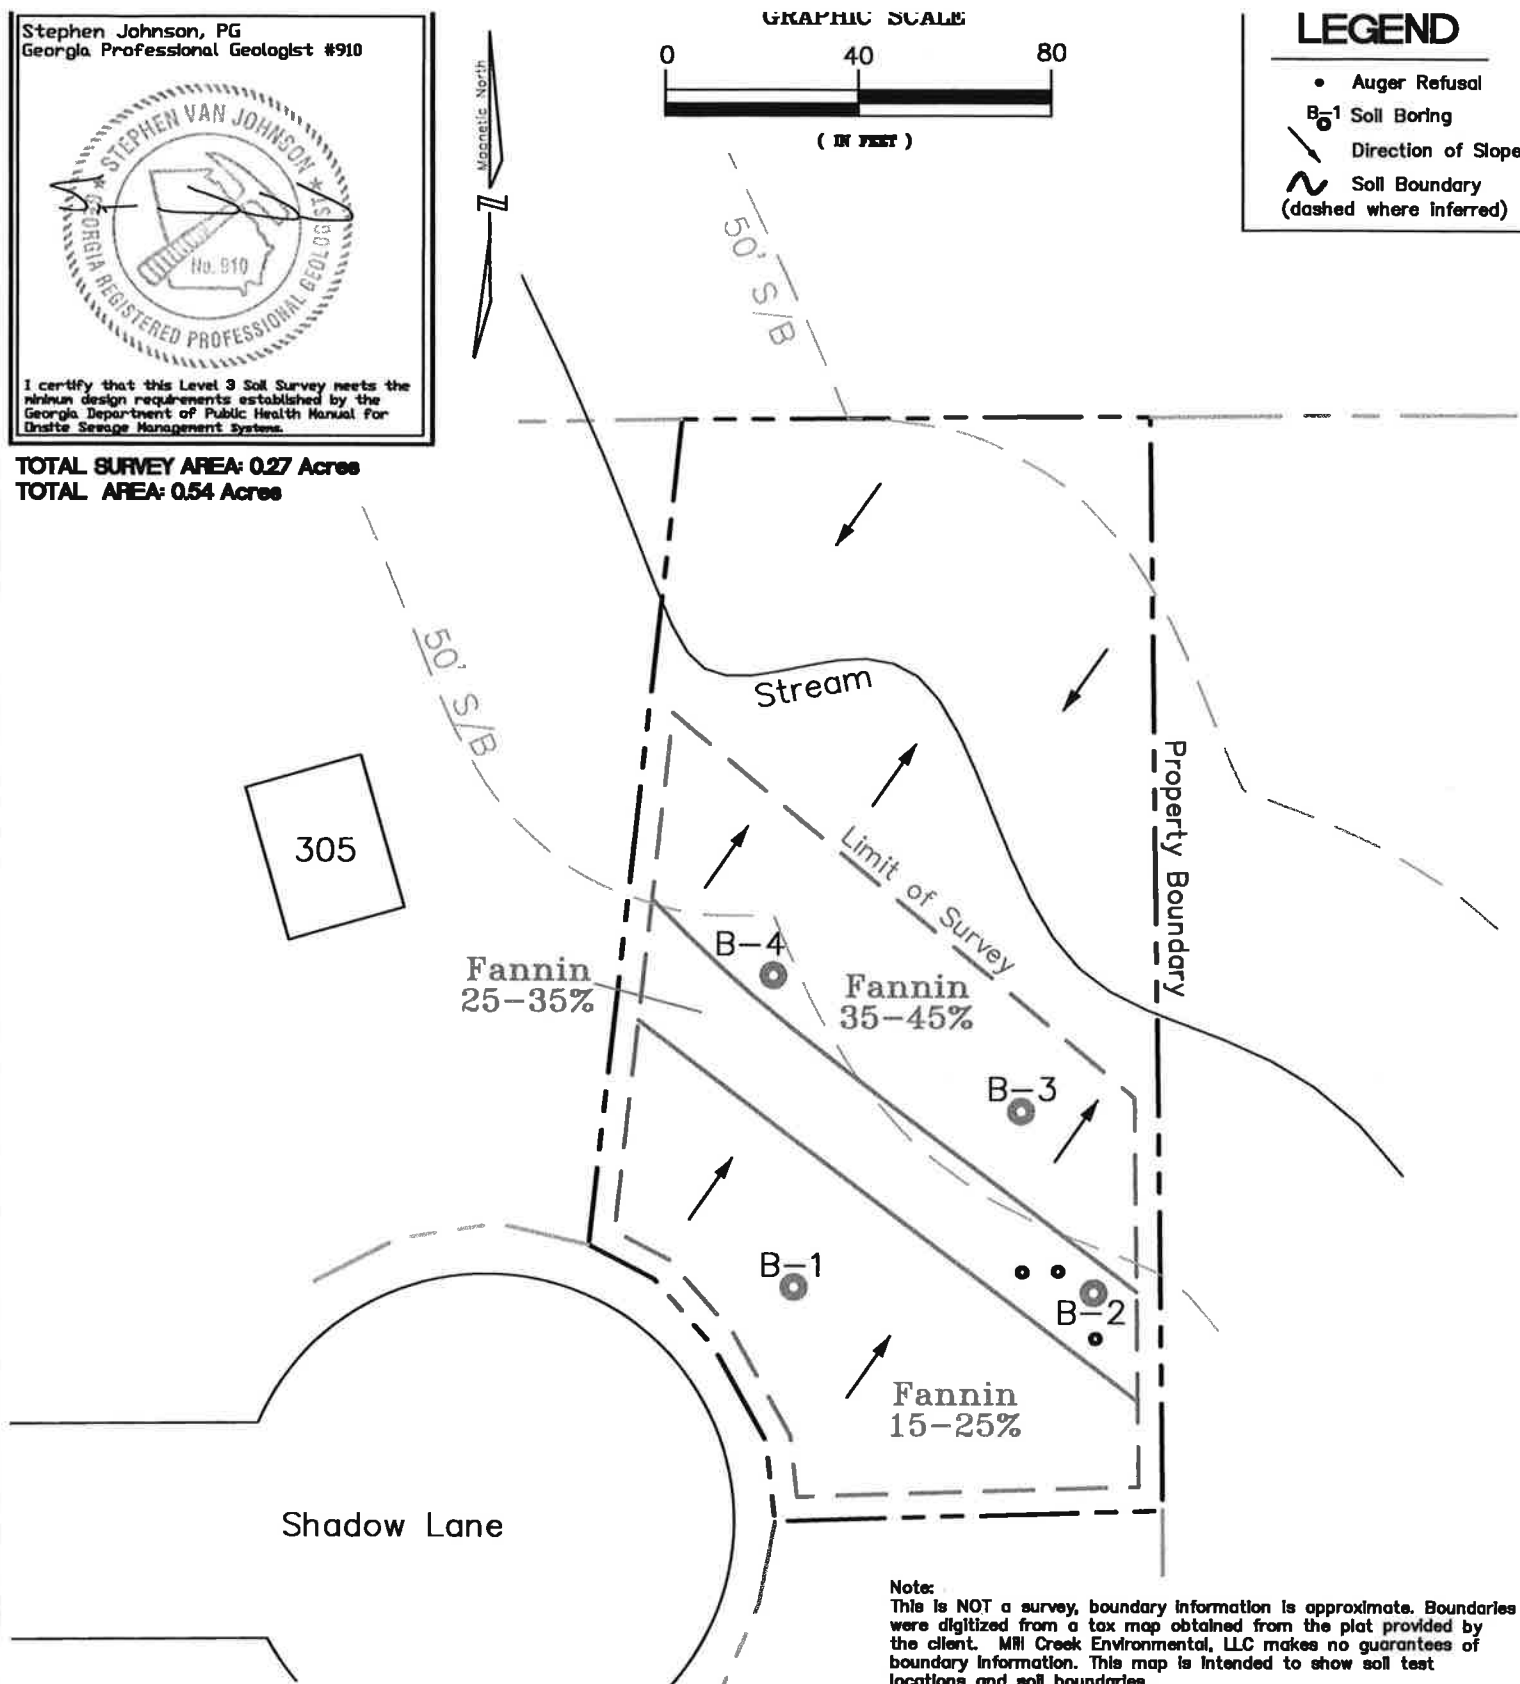 Stephen Johnson, PG
Georgia Professional Geologist #910
STEPHEN VAN JOHNSON
GEORGIA REGISTERED PROFESSIONAL GEOLOGIST
No. 910
I certify that this Level 3 Soil Survey meets the
minimum design requirements established by the
Georgia Department of Public Health Manual for
Onsite Sewage Management Systems.
TOTAL SURVEY AREA: 0.27 Acres
TOTAL AREA: 0.54 Acres
Magnetic North
N
GRAPHIC SCALE
0 40 80
( IN FEET )
LEGEND
Auger Refusal
B-1 Soil Boring
Direction of Slope
Soil Boundary
(dashed where inferred)
50' S/B
50' S/B
Stream
Property Boundary
Limit of Survey
305
B-4
Fannin
25-35%
Fannin
35-45%
B-3
B-1
B-2
Fannin
15-25%
Shadow Lane
Note:
This is NOT a survey, boundary information is approximate. Boundaries
were digitized from a tax map obtained from the plat provided by
the client. Mill Creek Environmental, LLC makes no guarantees of
boundary information. This map is intended to show soil test
locations and soil boundaries